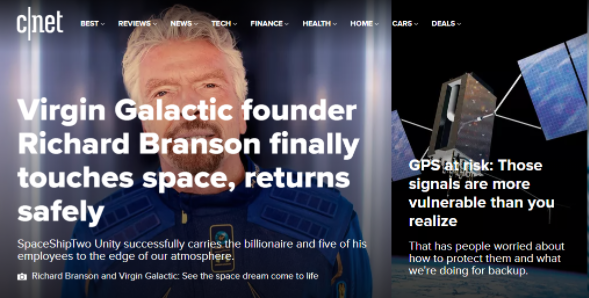 c|net
BEST REVIEWS NEWS TECH FINANCE HEALTH HOME CARS DEALS
Virgin Galactic founder
Richard Branson finally
touches space, returns
safely
SpaceShipTwo Unity successfully carries the billionaire and five of his
employees to the edge of our atmosphere.
Richard Branson and Virgin Galactic: See the space dream come to life
GPS at risk: Those
signals are more
vulnerable than you
realize
That has people worried about
how to protect them and what
we're doing for backup.